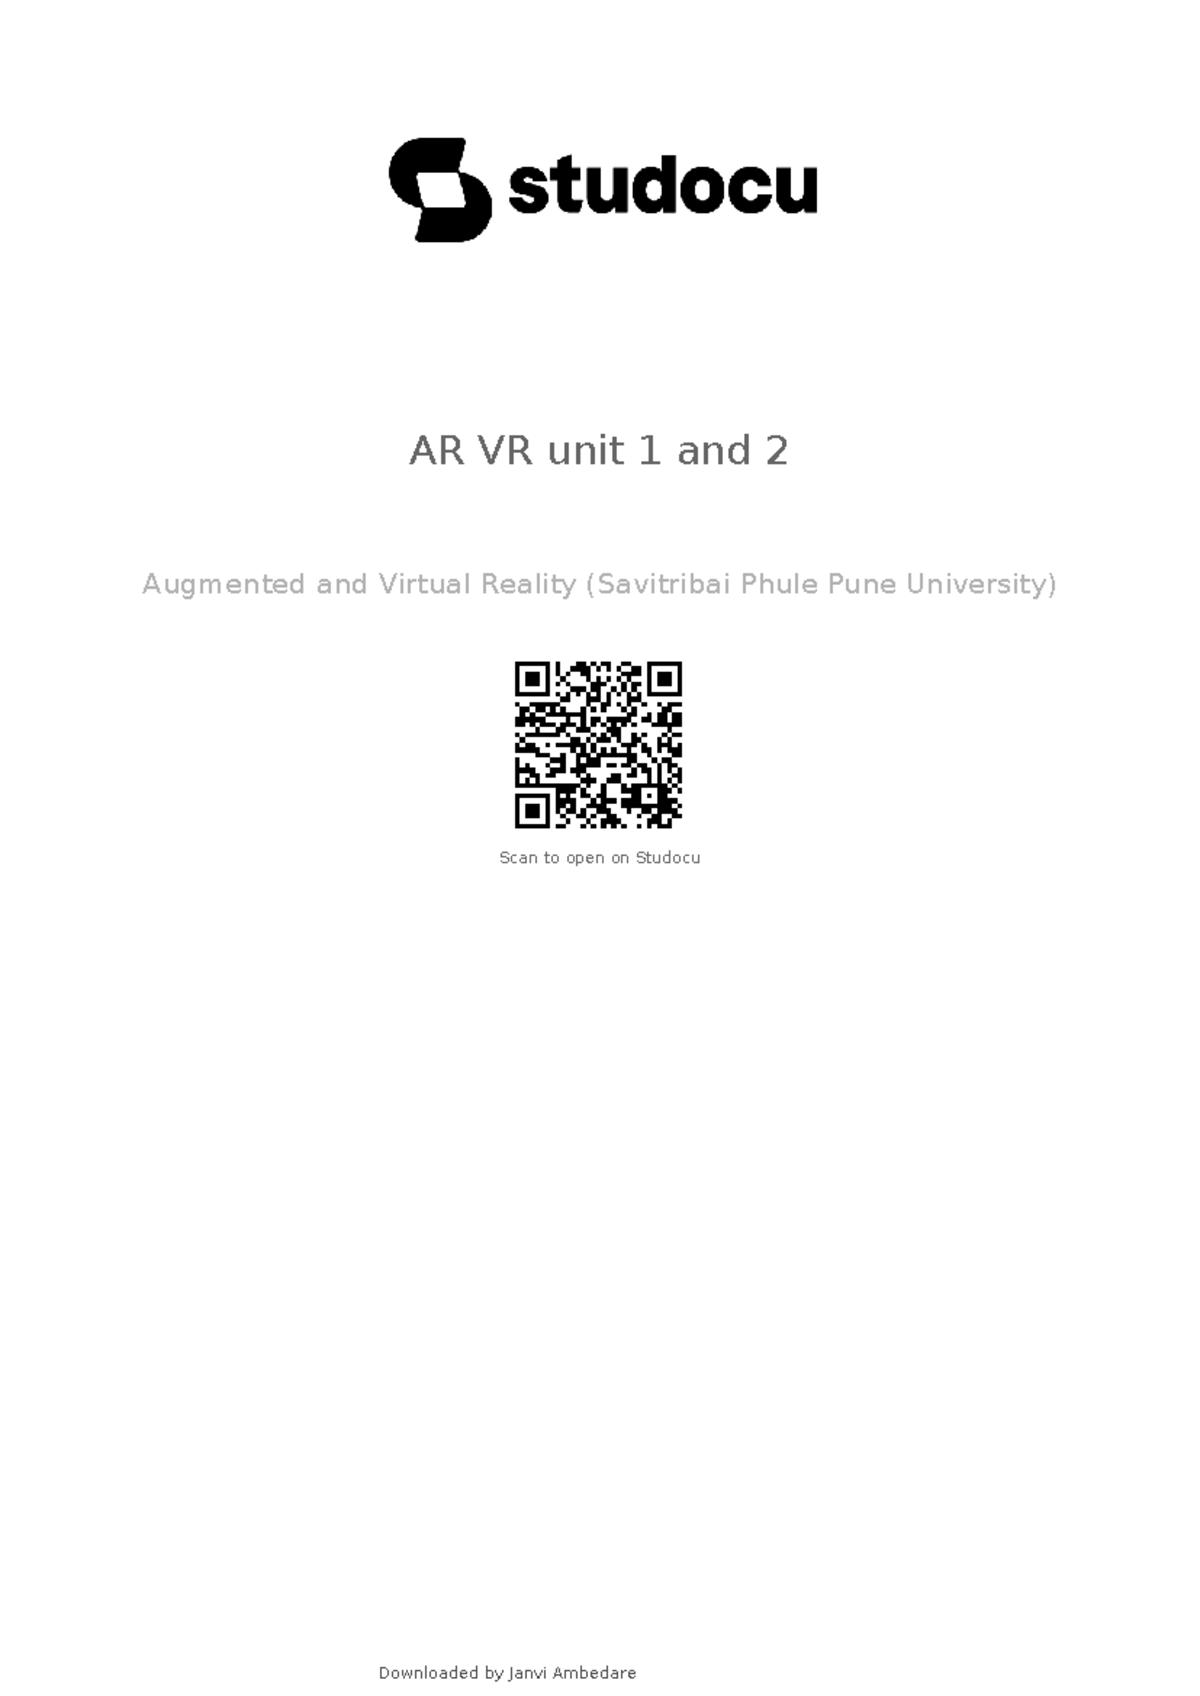 studocu
AR VR unit 1 and 2
Augmented and Virtual Reality (Savitribai Phule Pune University)
Scan to open on Studocu
Downloaded by Janvi Ambedare